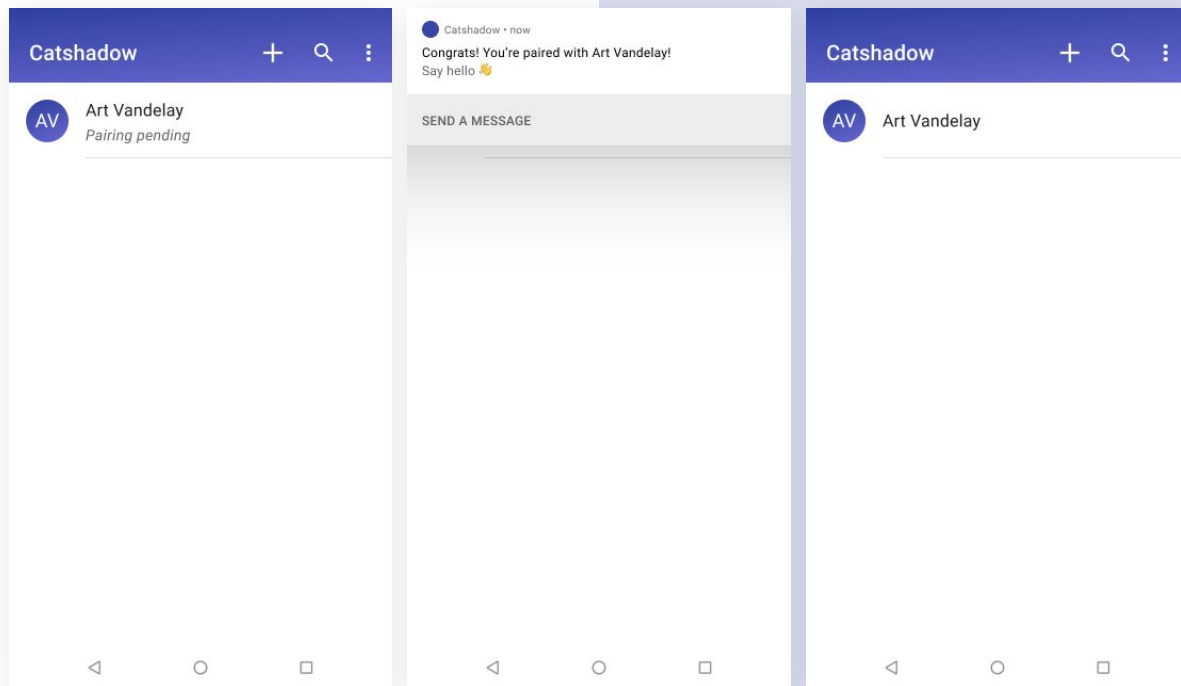 Catshadow
AV
Art Vandelay
Pairing pending
Catshadow • now
Congrats! You're paired with Art Vandelay!
Say hello 👋
SEND A MESSAGE
Catshadow
AV
Art Vandelay